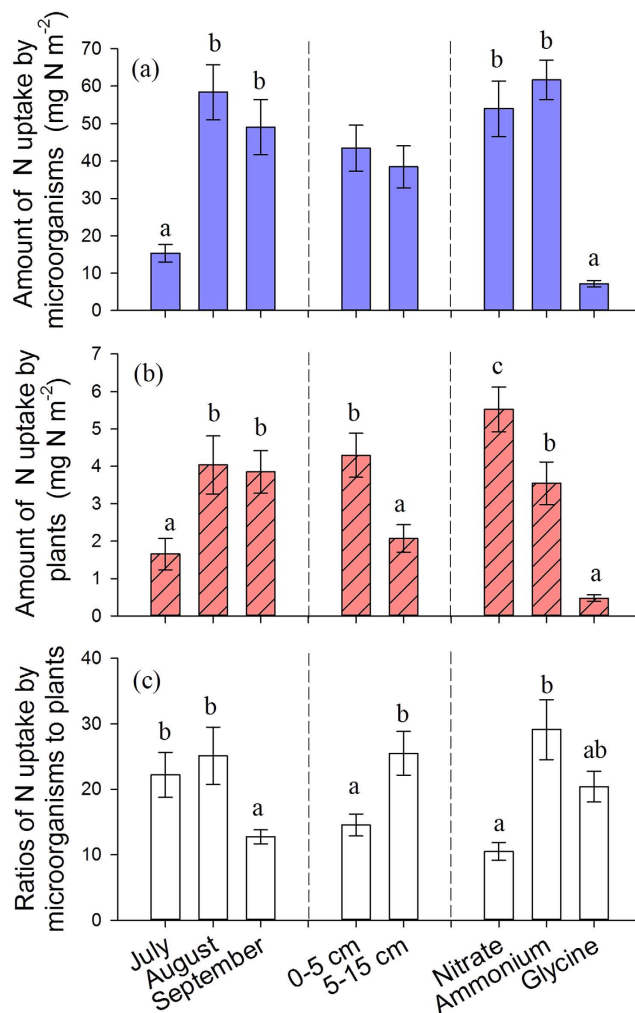 Amount of N uptake by
microorganisms (mg N m-2)
(a)
70
60
50
40
30
20
10
0
a
b
b
b
b
a
Amount of N uptake by
plants (mg N m-2)
(b)
7
6
5
4
3
2
1
0
a
b
b
b
a
c
b
a
Ratios of N uptake by
microorganisms to plants
(c)
40
30
20
10
0
b
b
a
a
b
a
b
ab
July
August
September
0-5 cm
5-15 cm
Nitrate
Ammonium
Glycine